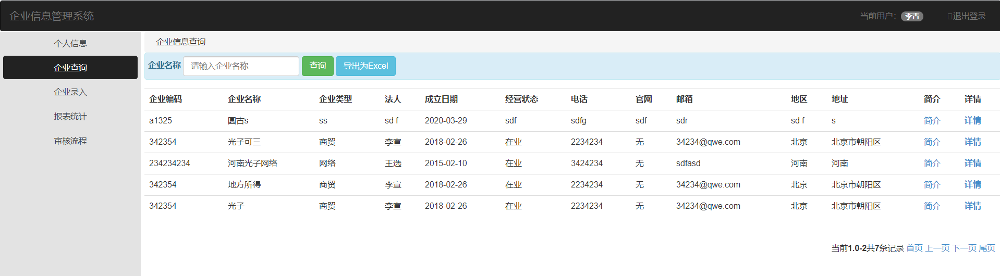 企业信息管理系统 当前用户： 李青 退出登录
个人信息
企业查询
企业录入
报表统计
审核流程
企业信息查询
企业名称 请输入企业名称 查询 导出为Excel
企业编码 企业名称 企业类型 法人 成立日期 经营状态 电话 官网 邮箱 地区 地址 简介 详情
a1325 圆古s ss sd f 2020-03-29 sdf sdfg sdf sdr sd f s 简介 详情
342354 光子可三 商贸 李宣 2018-02-26 在业 2234234 无 34234@qwe.com 北京 北京市朝阳区 简介 详情
234234234 河南光子网络 网络 王选 2015-02-10 在业 3424234 无 sdfasd 河南 河南 简介 详情
342354 地方所得 商贸 李宣 2018-02-26 在业 2234234 无 34234@qwe.com 北京 北京市朝阳区 简介 详情
342354 光子 商贸 李宣 2018-02-26 在业 2234234 无 34234@qwe.com 北京 北京市朝阳区 简介 详情
当前1.0-2共7条记录 首页 上一页 下一页 尾页